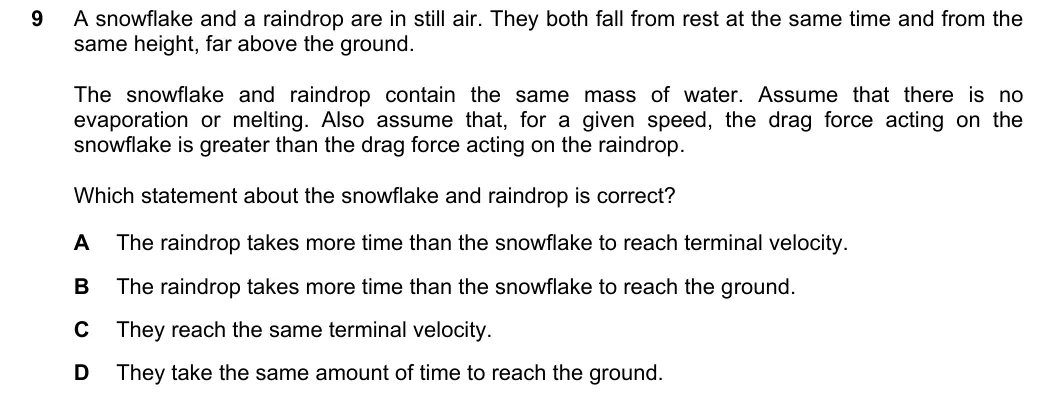 9 A snowflake and a raindrop are in still air. They both fall from rest at the same time and from the
same height, far above the ground.
The snowflake and raindrop contain the same mass of water. Assume that there is no
evaporation or melting. Also assume that, for a given speed, the drag force acting on the
snowflake is greater than the drag force acting on the raindrop.
Which statement about the snowflake and raindrop is correct?
A The raindrop takes more time than the snowflake to reach terminal velocity.
B The raindrop takes more time than the snowflake to reach the ground.
C They reach the same terminal velocity.
D They take the same amount of time to reach the ground.